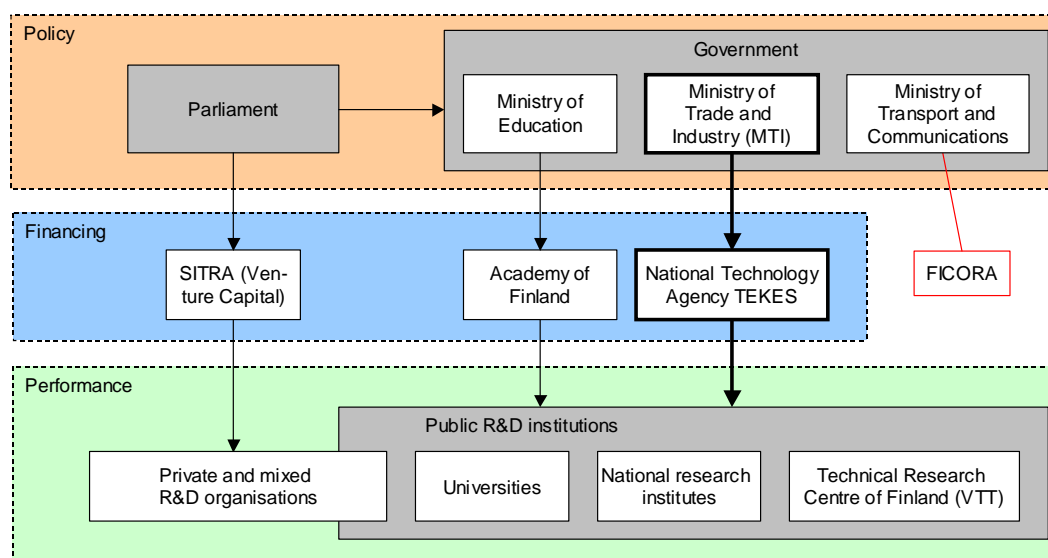 Policy
Government
Parliament
Ministry of
Education
Ministry of
Trade and
Industry (MTI)
Ministry of
Transport and
Communications
Financing
SITRA (Ven-
ture Capital)
Academy of
Finland
National Technology
Agency TEKES
FICORA
Performance
Public R&D institutions
Private and mixed
R&D organisations
Universities
National research
institutes
Technical Research
Centre of Finland (VTT)